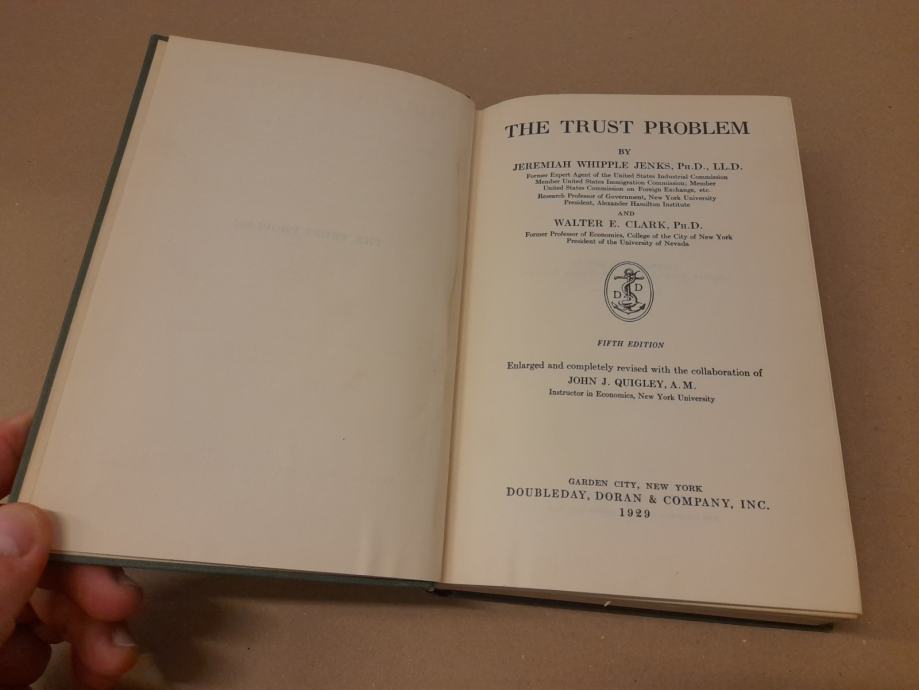 THE TRUST PROBLEM
BY
JEREMIAH WHIPPLE JENKS, PH.D., LL.D.
Former Expert Agent of the United States Industrial Commission
Member United States Immigration Commission; Member
United States Commission on Foreign Exchange, etc.
Research Professor of Government, New York University
President, Alexander Hamilton Institute
AND
WALTER E. CLARK, PH.D.
Former Professor of Economics, College of the City of New York
President of the University of Nevada
D D
FIFTH EDITION
Enlarged and completely revised with the collaboration of
JOHN J. QUIGLEY, A.M.
Instructor in Economics, New York University
GARDEN CITY, NEW YORK
DOUBLEDAY, DORAN & COMPANY, INC.
1929